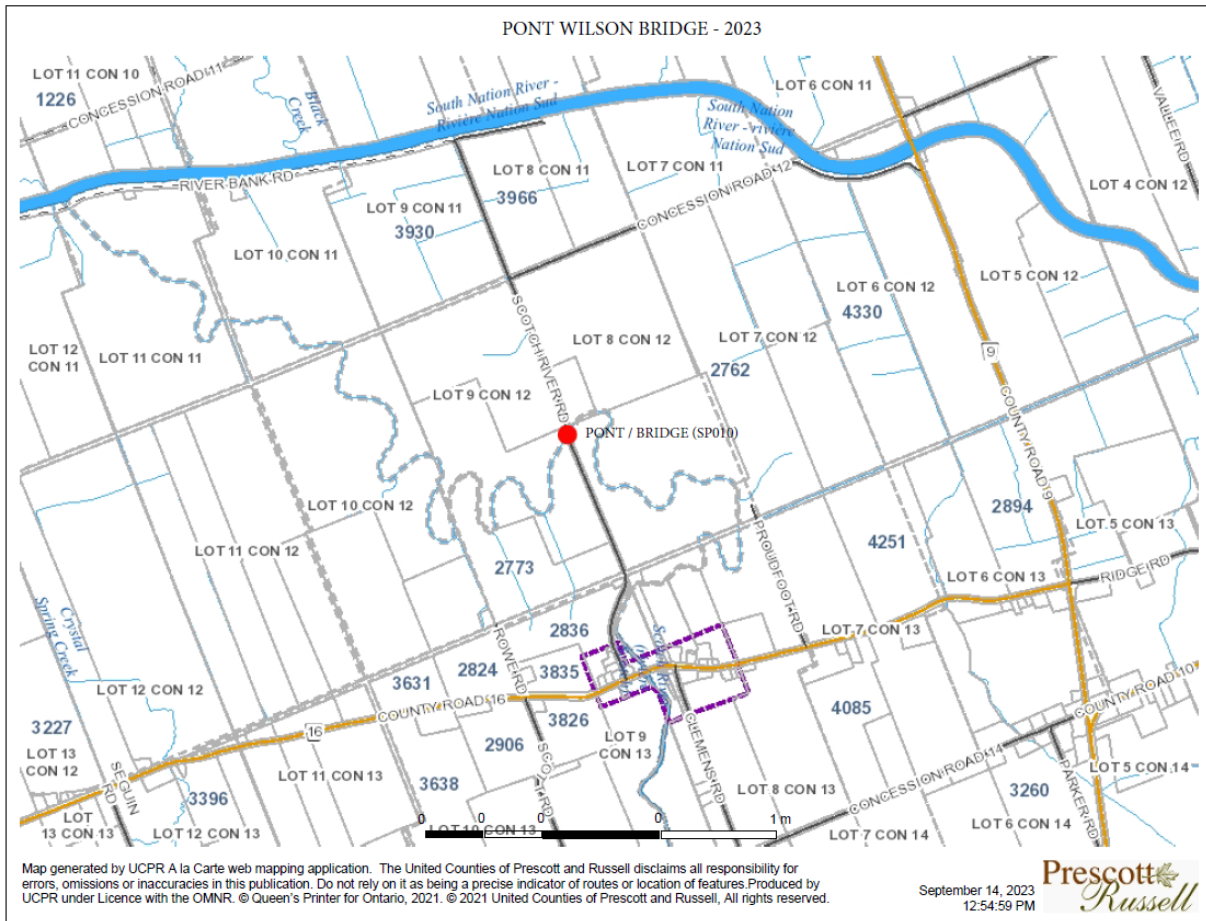 PONT WILSON BRIDGE - 2023
LOT 11 CON 10
1226
CONCESSION ROAD 11
Black
Creek
South Nation River -
Rivière Nation Sud
South Nation
River - rivière
Nation Sud
LOT 6 CON 11
VALLEE RD
RIVER BANK RD
LOT 8 CON 11
3966
LOT 7 CON 11
CONCESSION ROAD 12
LOT 4 CON 12
LOT 9 CON 11
3930
LOT 10 CON 11
LOT 5 CON 12
LOT 6 CON 12
4330
SCOTCH RIVER RD
LOT 12
CON 11
LOT 11 CON 11
LOT 8 CON 12
LOT 7 CON 12
2762
9
COUNTY ROAD 9
LOT 9 CON 12
PONT / BRIDGE (SP010)
LOT 10 CON 12
2894
LOT 5 CON 13
LOT 11 CON 12
4251
PROUDFOOT RD
2773
LOT 6 CON 13
RIDGE RD
Crystal
Spring Creek
2836
LOT 7 CON 13
ROWE RD
2824
3835
3631
LOT 12 CON 12
COUNTY ROAD 16
16
3826
CLEMENS RD
4085
COUNTY ROAD 10
3227
LOT 13
CON 12
SEGUIN
RD
2906
SCOTT RD
LOT 9
CON 13
CONCESSION ROAD 14
LOT 11 CON 13
3638
LOT 8 CON 13
3260
PARKER RD
LOT 5 CON 14
3396
LOT
13 CON 13
LOT 12 CON 13
LOT 10 CON 13
LOT 7 CON 14
LOT 6 CON 14
0 0 0 0 1 m
Map generated by UCPR A la Carte web mapping application. The United Counties of Prescott and Russell disclaims all responsibility for
errors, omissions or inaccuracies in this publication. Do not rely on it as being a precise indicator of routes or location of features.Produced by
UCPR under Licence with the OMNR. © Queen's Printer for Ontario, 2021. © 2021 United Counties of Prescott and Russell, All rights reserved.
September 14, 2023
12:54:59 PM
Prescott
Russell